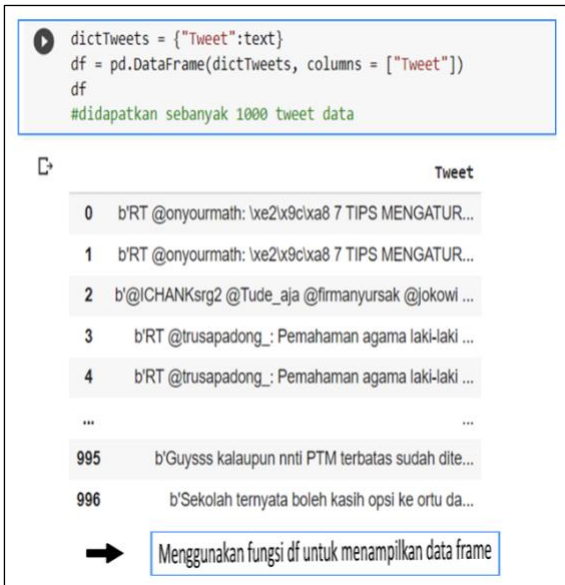 dictTweets = {"Tweet":text}
df = pd.DataFrame(dictTweets, columns = ["Tweet"])
df
#didapatkan sebanyak 1000 tweet data
Tweet
0 b'RT @onyourmath: \xe2\x9c\xa8 7 TIPS MENGATUR...
1 b'RT @onyourmath: \xe2\x9c\xa8 7 TIPS MENGATUR...
2 b'@ICHANKsrg2 @Tude_aja @firmanyursak @jokowi ...
3 b'RT @trusapadong_: Pemahaman agama laki-laki ...
4 b'RT @trusapadong_: Pemahaman agama laki-laki ...
... ...
995 b'Guysss kalaupun nnti PTM terbatas sudah dite...
996 b'Sekolah ternyata boleh kasih opsi ke ortu da...
Menggunakan fungsi df untuk menampilkan data frame